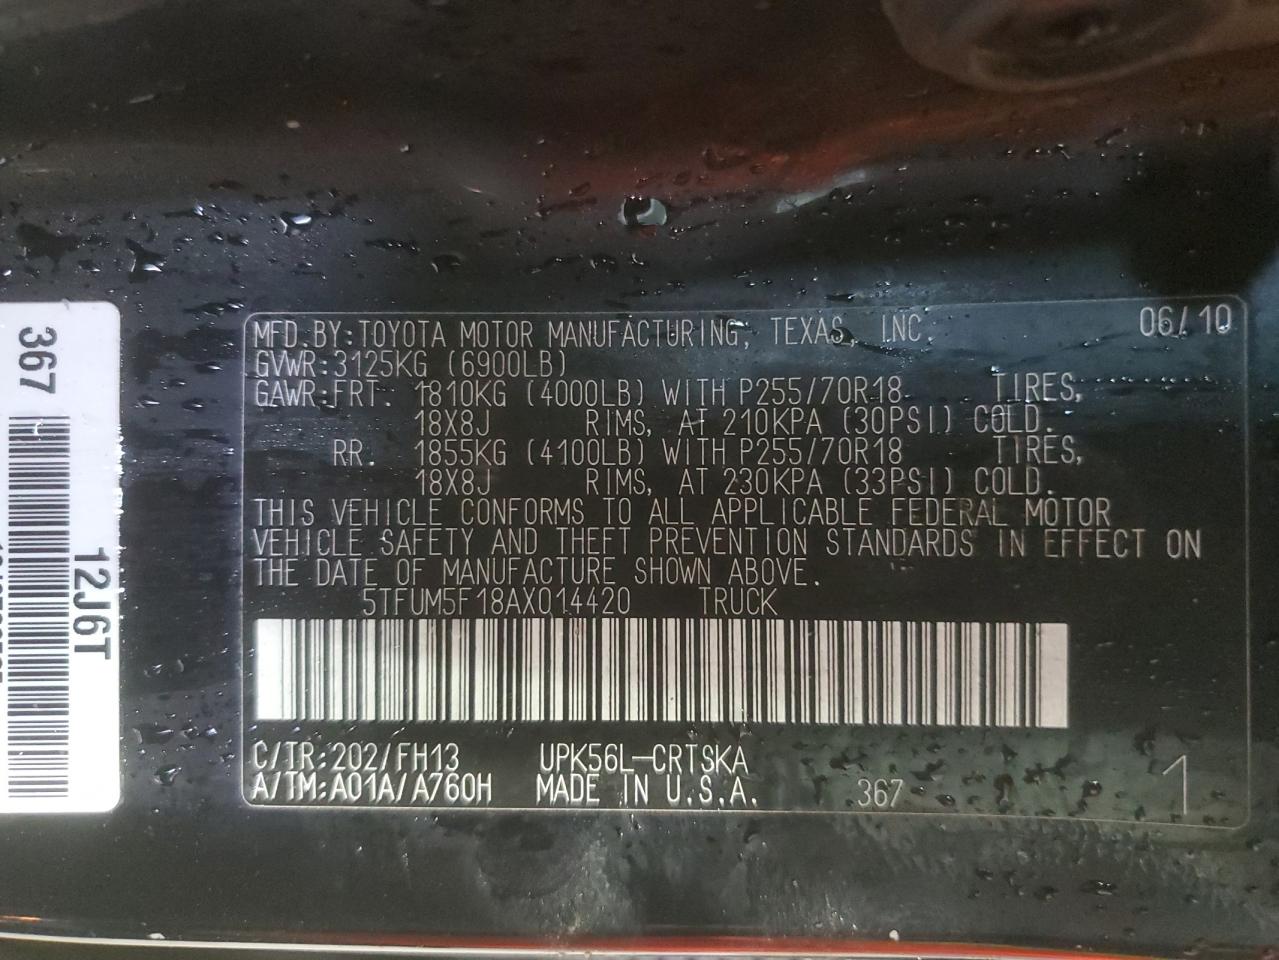 MFD. BY: TOYOTA MOTOR MANUFACTURING, TEXAS, INC. 06/10
GVWR: 3125KG (6900LB)
GAWR: FRT. 1810KG (4000LB) WITH P255/70R18 TIRES,
18X8J RIMS, AT 210KPA (30PSI) COLD.
RR. 1855KG (4100LB) WITH P255/70R18 TIRES,
18X8J RIMS, AT 230KPA (33PSI) COLD.
THIS VEHICLE CONFORMS TO ALL APPLICABLE FEDERAL MOTOR
VEHICLE SAFETY AND THEFT PREVENTION STANDARDS IN EFFECT ON
THE DATE OF MANUFACTURE SHOWN ABOVE.
5TFUM5F18AX014420 TRUCK
C/TR: 202/FH13 UPK56L-CRTSKA
A/TM: A01A/A760H MADE IN U.S.A. 367 1
367
12J6T